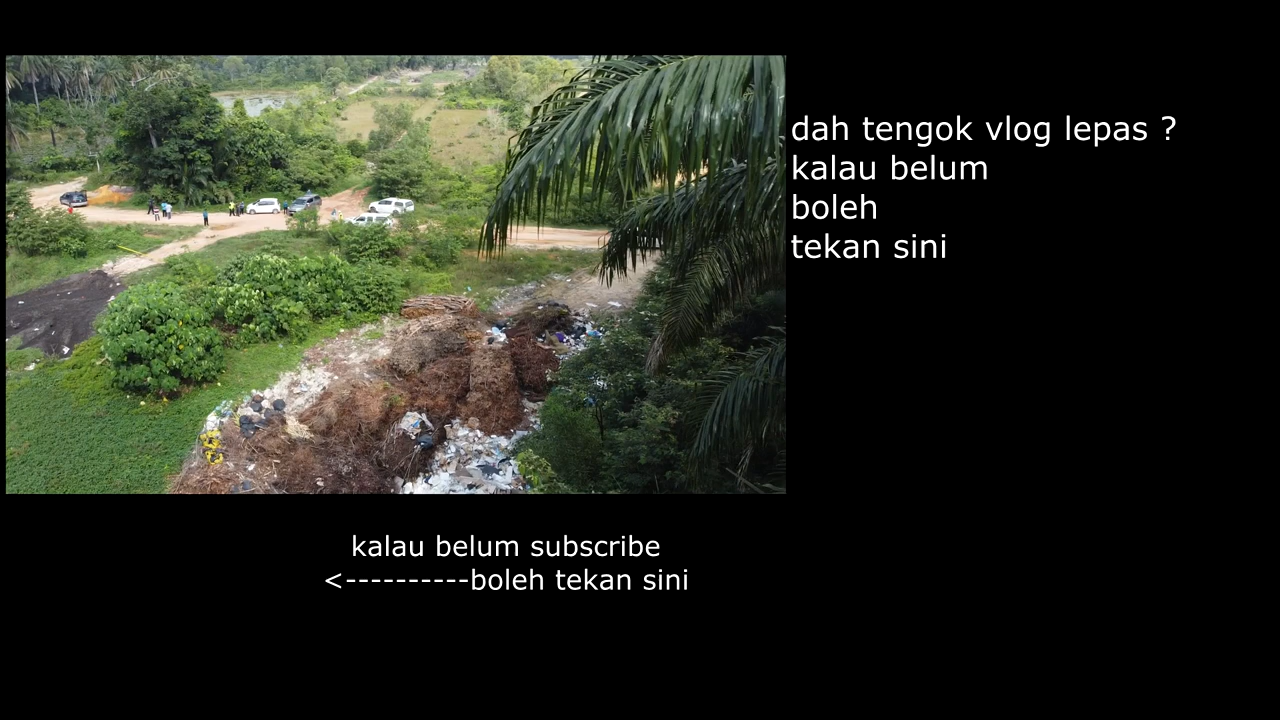 dah tengok vlog lepas ?
kalau belum
boleh
tekan sini
kalau belum subscribe
<----------boleh tekan sini